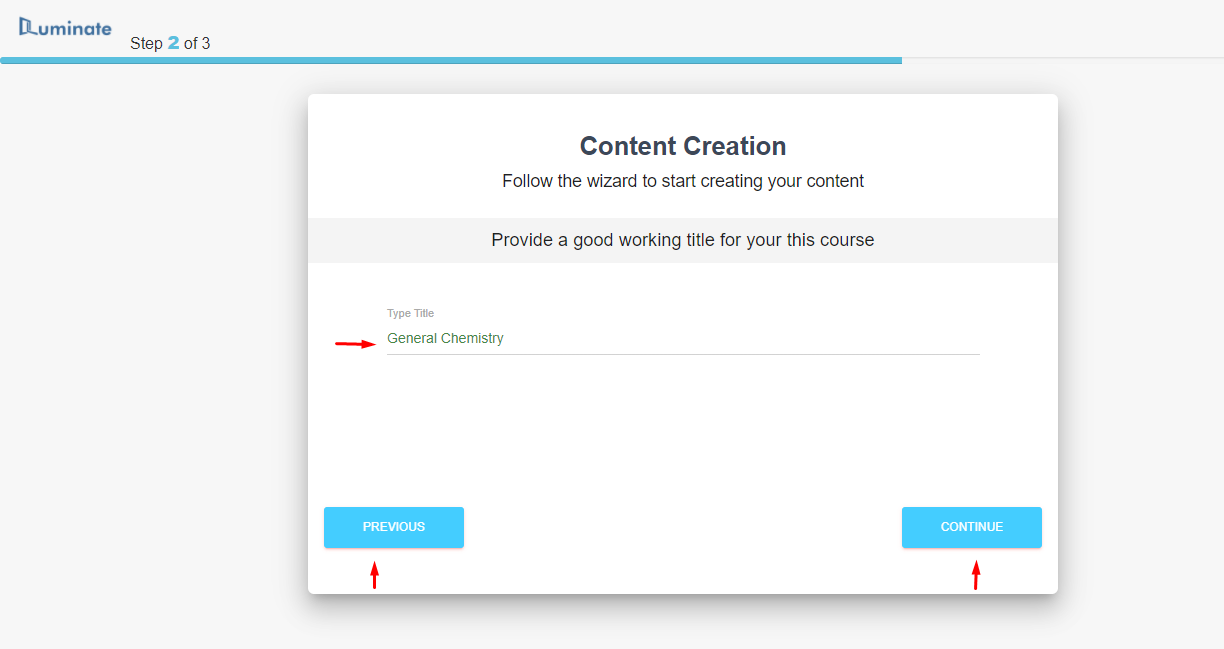 Lluminate
Step 2 of 3
Content Creation
Follow the wizard to start creating your content
Provide a good working title for your this course
Type Title
General Chemistry
PREVIOUS
CONTINUE